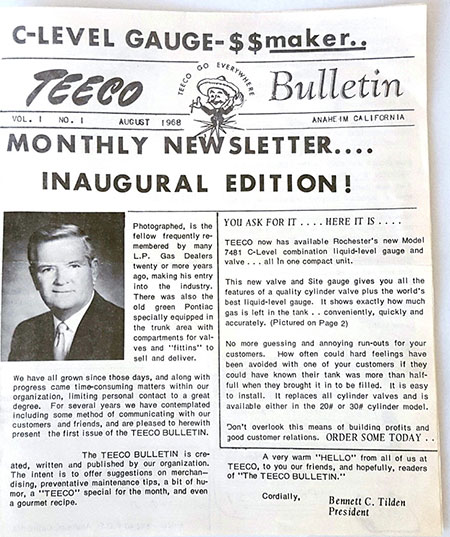 C-LEVEL GAUGE-$$maker..
TEECO GO EVERYWHERE
TEECO Bulletin
VOL. I NO. 1 AUGUST 1968 ANAHEIM CALIFORNIA
MONTHLY NEWSLETTER....
INAUGURAL EDITION!
Photographed, is the
fellow frequently re-
membered by many
L.P. Gas Dealers
twenty or more years
ago, making his entry
into the industry.
There was also the
old green Pontiac
specially equipped in
the trunk area with
compartments for val-
ves and "fittins" to
sell and deliver.
We have all grown since those days, and along with
progress came time-consuming matters within our
organization, limiting personal contact to a great
degree. For several years we have contemplated
including some method of communicating with our
customers and friends, and are pleased to herewith
present the first issue of the TEECO BULLETIN.
The TEECO BULLETIN is cre-
ated, written and published by our organization.
The intent is to offer suggestions on merchan-
dising, preventative maintenance tips, a bit of hu-
mor, a "TEECO" special for the month, and even
a gourmet recipe.
YOU ASK FOR IT .... HERE IT IS ....
TEECO now has available Rochester's new Model
7481 C-Level combination liquid-level gauge and
valve ... all in one compact unit.
This new valve and Site gauge gives you all the
features of a quality cylinder valve plus the world's
best liquid-level gauge. It shows exactly how much
gas is left in the tank .. conveniently, quickly and
accurately. (Pictured on Page 2)
No more guessing and annoying run-outs for your
customers. How often could hard feelings have
been avoided with one of your customers if they
could have known their tank was more than half-
full when they brought it in to be filled. It is easy
to install. It replaces all cylinder valves and is
available either in the 20# or 30# cylinder model.
Don't overlook this means of building profits and
good customer relations. ORDER SOME TODAY . .
A very warm "HELLO" from all of us at
TEECO, to you our friends, and hopefully, readers
of "The TEECO BULLETIN."
Cordially,
Bennett C. Tilden
President